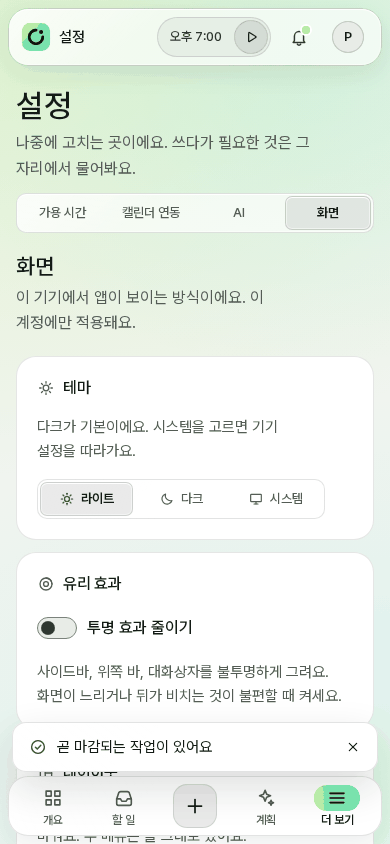 설정
오후 7:00
P
설정
나중에 고치는 곳이에요. 쓰다가 필요한 것은 그
자리에서 물어봐요.
가용 시간
캘린더 연동
AI
화면
화면
이 기기에서 앱이 보이는 방식이에요. 이
계정에만 적용돼요.
테마
다크가 기본이에요. 시스템을 고르면 기기
설정을 따라가요.
라이트
다크
시스템
유리 효과
투명 효과 줄이기
사이드바, 위쪽 바, 대화상자를 불투명하게 그려요.
화면이 느리거나 뒤가 비치는 것이 불편할 때 켜세요.
곧 마감되는 작업이 있어요
개요
할 일
계획
더 보기